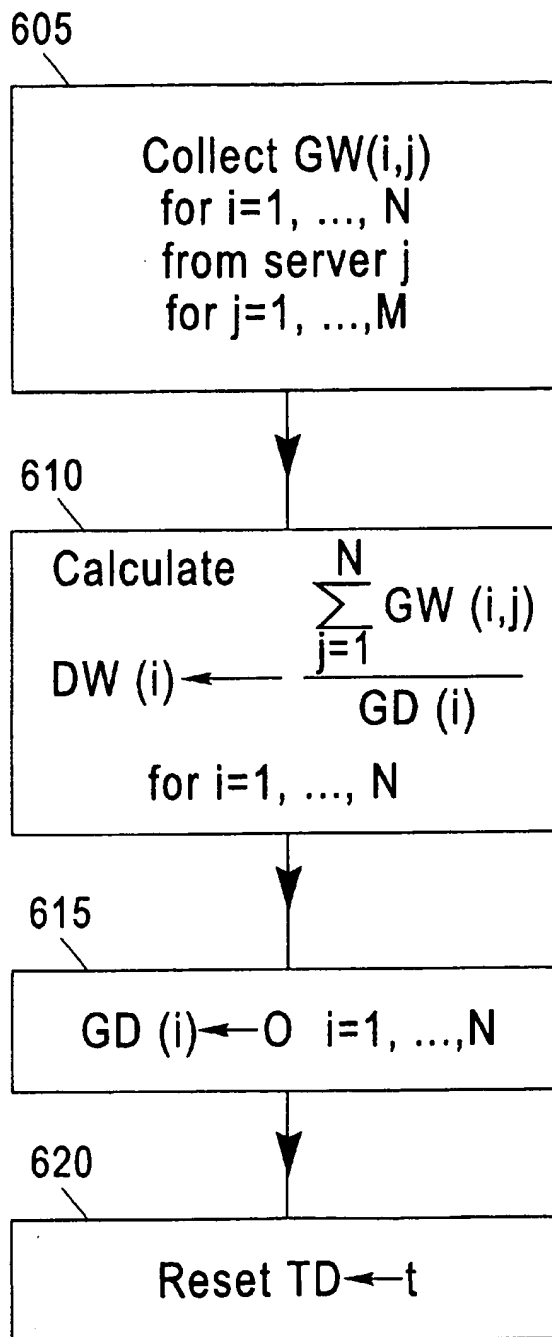 605
Collect GW(i,j)
for i=1, ..., N
from server j
for j=1, ...,M
610
Calculate
N
∑ GW (i,j)
j=1
DW (i)←
GD (i)
for i=1, ..., N
615
GD (i)←O i=1, ...,N
620
Reset TD←t